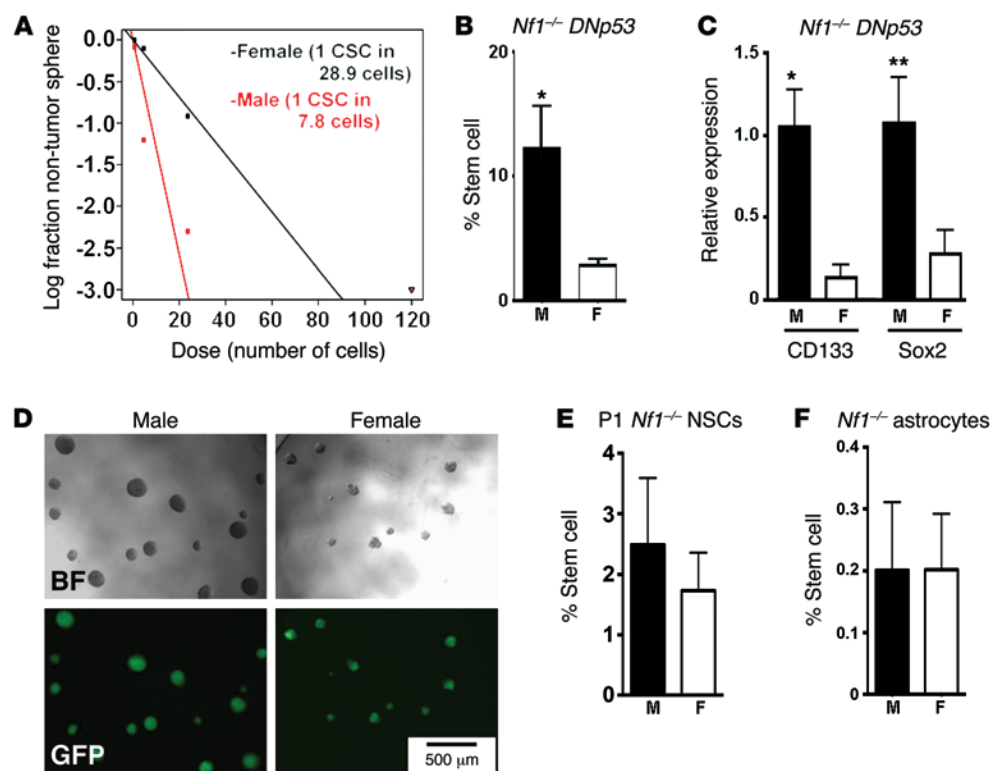 A
Log fraction non-tumor sphere
0.0
-0.5
-1.0
-1.5
-2.0
-2.5
-3.0
-Female (1 CSC in
28.9 cells)
-Male (1 CSC in
7.8 cells)
0 20 40 60 80 100 120
Dose (number of cells)
B
Nf1–/– DNp53
% Stem cell
20
10
0
*
M F
C
Nf1–/– DNp53
Relative expression
1.5
1.0
0.5
0
* **
M F M F
CD133 Sox2
D
Male Female
BF
GFP
500 μm
E P1 Nf1–/– NSCs
% Stem cell
4
3
2
1
0
M F
F Nf1–/– astrocytes
% Stem cell
0.4
0.3
0.2
0.1
0
M F